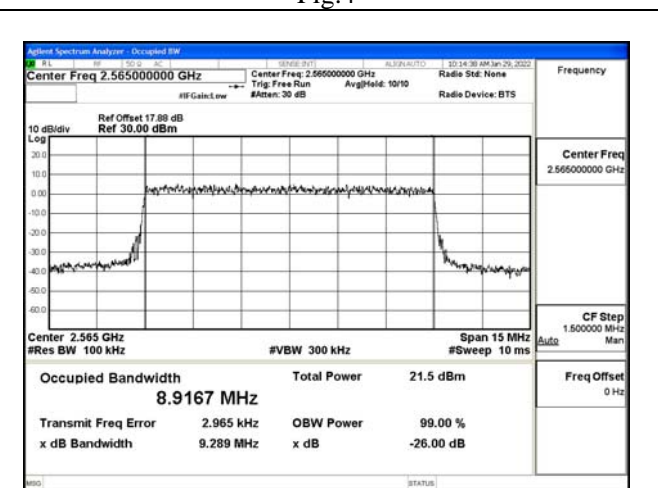 Agilent Spectrum Analyzer - Occupied BW
RL RF 50 Ω AC SENSE:INT ALIGN AUTO 10:14:38 AM Jan 29, 2022
Center Freq 2.565000000 GHz Center Freq: 2.565000000 GHz Radio Std: None Frequency
Trig: Free Run Avg|Hold: 10/10
#IFGain:Low #Atten: 30 dB Radio Device: BTS
Ref Offset 17.88 dB
10 dB/div Ref 30.00 dBm
Log
20.0
10.0
0.00
-10.0
-20.0
-30.0
-40.0
-50.0
-60.0
Center Freq
2.565000000 GHz
Center 2.565 GHz Span 15 MHz
#Res BW 100 kHz #VBW 300 kHz #Sweep 10 ms
CF Step
1.500000 MHz
Auto Man
Occupied Bandwidth Total Power 21.5 dBm
8.9167 MHz
Transmit Freq Error 2.965 kHz OBW Power 99.00 %
x dB Bandwidth 9.289 MHz x dB -26.00 dB
Freq Offset
0 Hz
MSG STATUS